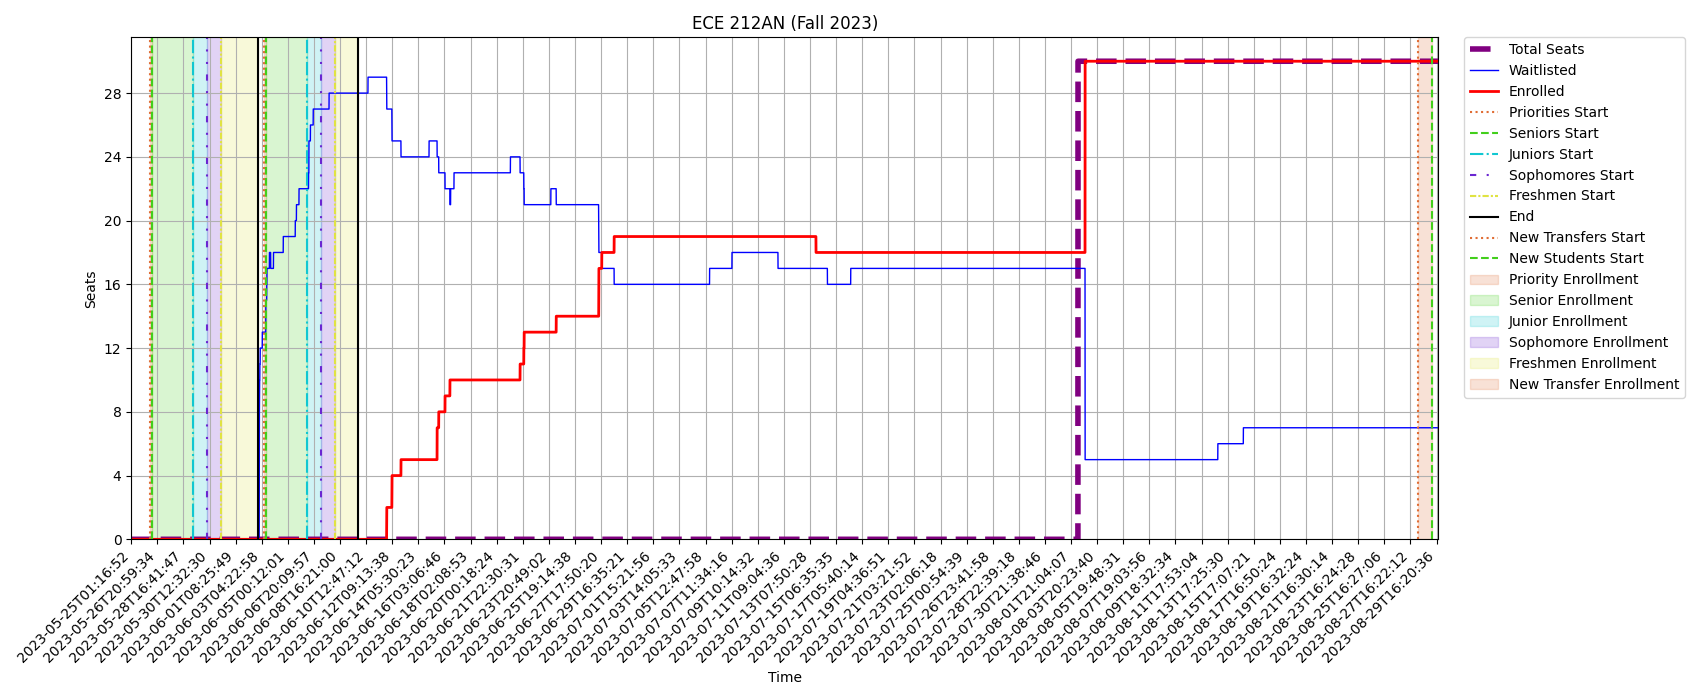 ECE 212AN (Fall 2023)
Seats
28
24
20
16
12
8
4
0
2023-05-25T01:16:52
2023-05-26T20:59:34
2023-05-28T16:41:47
2023-05-30T12:32:30
2023-06-01T08:25:49
2023-06-03T04:22:58
2023-06-05T00:12:01
2023-06-06T20:09:57
2023-06-08T16:21:00
2023-06-10T12:47:12
2023-06-12T09:13:38
2023-06-14T05:30:23
2023-06-16T03:06:46
2023-06-18T02:08:53
2023-06-20T00:18:24
2023-06-21T22:30:31
2023-06-23T20:49:02
2023-06-25T19:14:38
2023-06-27T17:50:20
2023-06-29T16:35:21
2023-07-01T15:21:56
2023-07-03T14:05:33
2023-07-05T12:47:58
2023-07-07T11:34:16
2023-07-09T10:14:32
2023-07-11T09:04:36
2023-07-13T07:50:28
2023-07-15T06:35:35
2023-07-17T05:40:14
2023-07-19T04:36:51
2023-07-21T03:21:52
2023-07-23T02:06:18
2023-07-25T00:54:39
2023-07-26T23:41:58
2023-07-28T22:39:18
2023-07-30T21:38:46
2023-08-01T21:04:07
2023-08-03T20:23:40
2023-08-05T19:48:31
2023-08-07T19:03:56
2023-08-09T18:32:34
2023-08-11T17:53:04
2023-08-13T17:25:30
2023-08-15T17:07:21
2023-08-17T16:50:24
2023-08-19T16:32:24
2023-08-21T16:30:14
2023-08-23T16:24:28
2023-08-25T16:27:06
2023-08-27T16:22:12
2023-08-29T16:20:36
Time
Total Seats
Waitlisted
Enrolled
Priorities Start
Seniors Start
Juniors Start
Sophomores Start
Freshmen Start
End
New Transfers Start
New Students Start
Priority Enrollment
Senior Enrollment
Junior Enrollment
Sophomore Enrollment
Freshmen Enrollment
New Transfer Enrollment